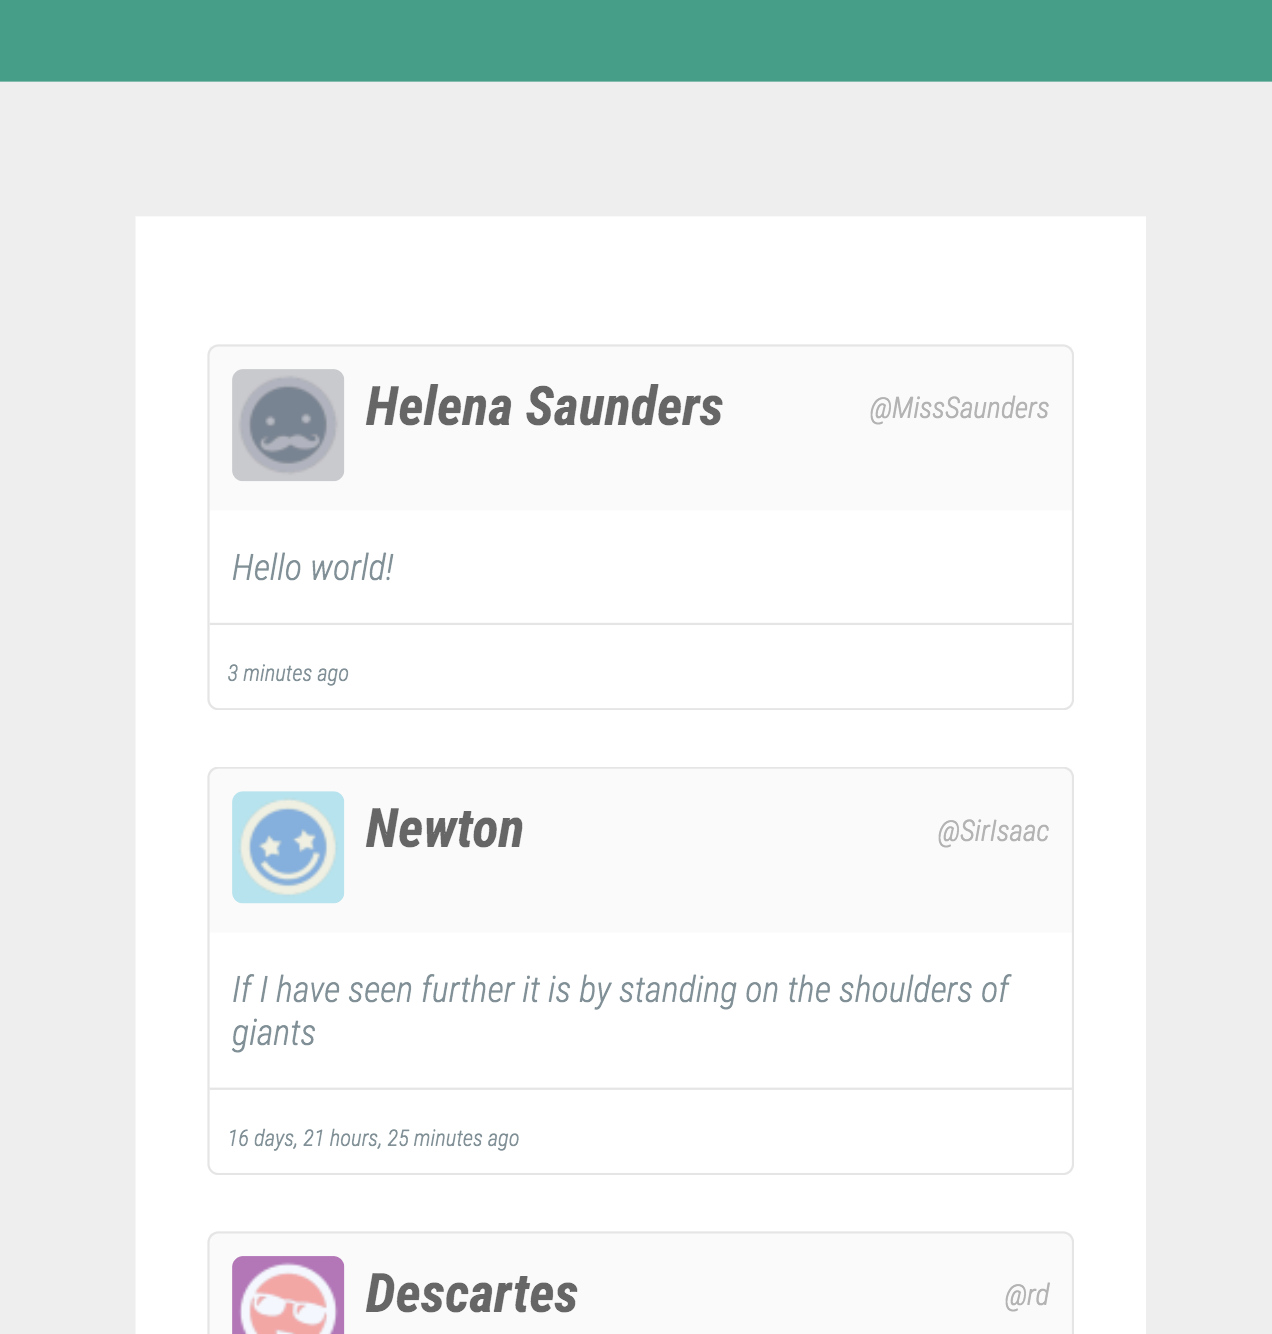 Helena Saunders
@MissSaunders
Hello world!
3 minutes ago
Newton
@SirIsaac
If I have seen further it is by standing on the shoulders of
giants
16 days, 21 hours, 25 minutes ago
Descartes
@rd